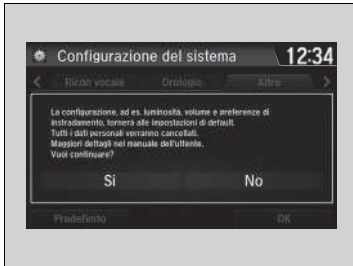 Configurazione del sistema
12:34
Ricon vocale
Orologio
Altro
La configurazione, ad es. luminosità, volume e preferenze di
instradamento, tornerà alle impostazioni di default.
Tutti i dati personali verranno cancellati.
Maggiori dettagli nel manuale dell'utente.
Vuoi continuare?
Si
No
Predefinito
OK